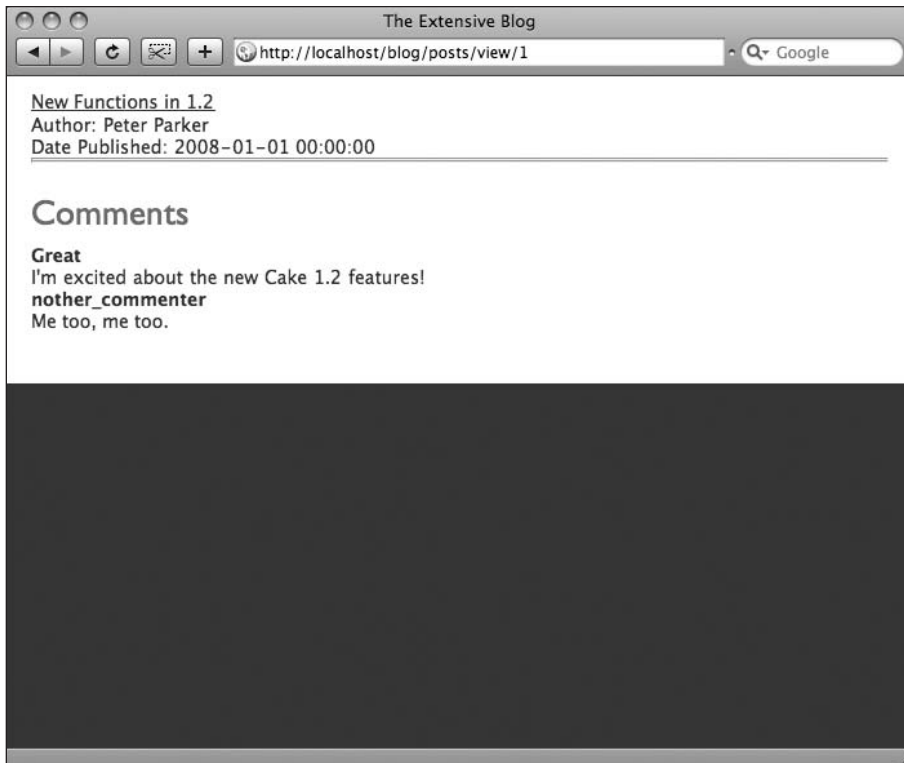 The Extensive Blog
http://localhost/blog/posts/view/1
Google
New Functions in 1.2
Author: Peter Parker
Date Published: 2008-01-01 00:00:00
Comments
Great
I'm excited about the new Cake 1.2 features!
nother_commenter
Me too, me too.